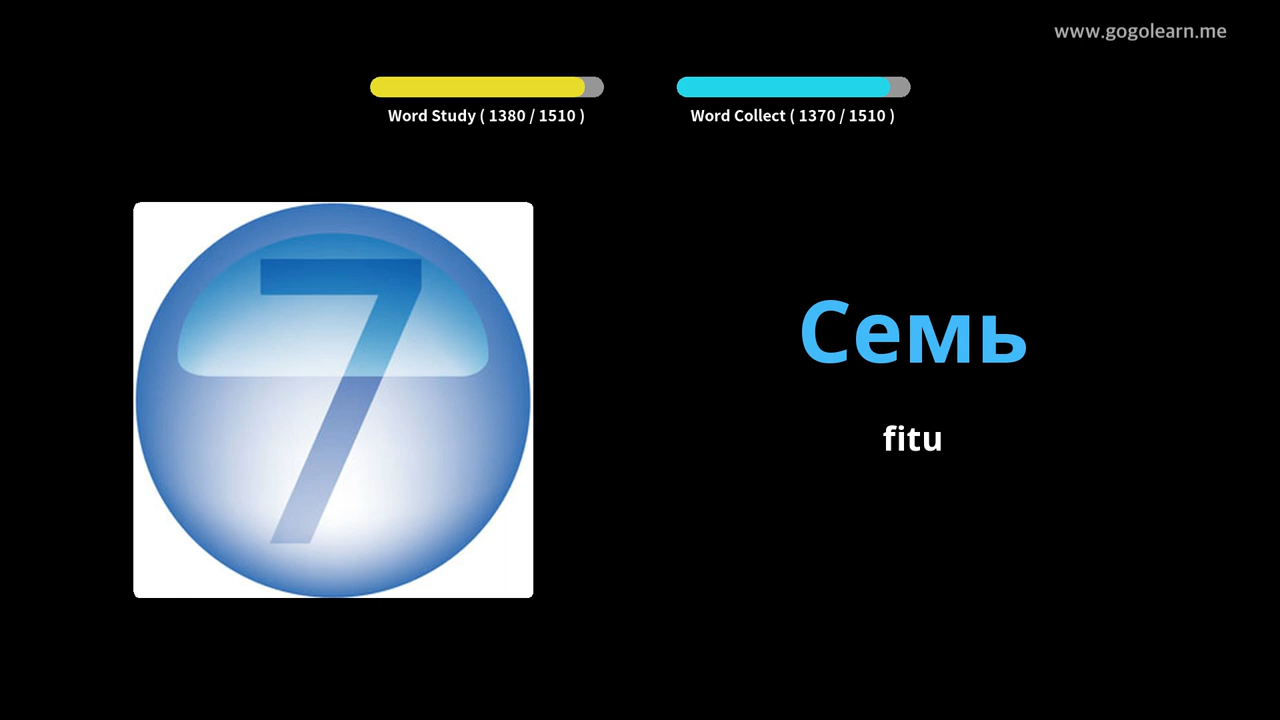 www.gogolearn.me
Word Study ( 1380 / 1510 )
Word Collect ( 1370 / 1510 )
7
Семь
fitu